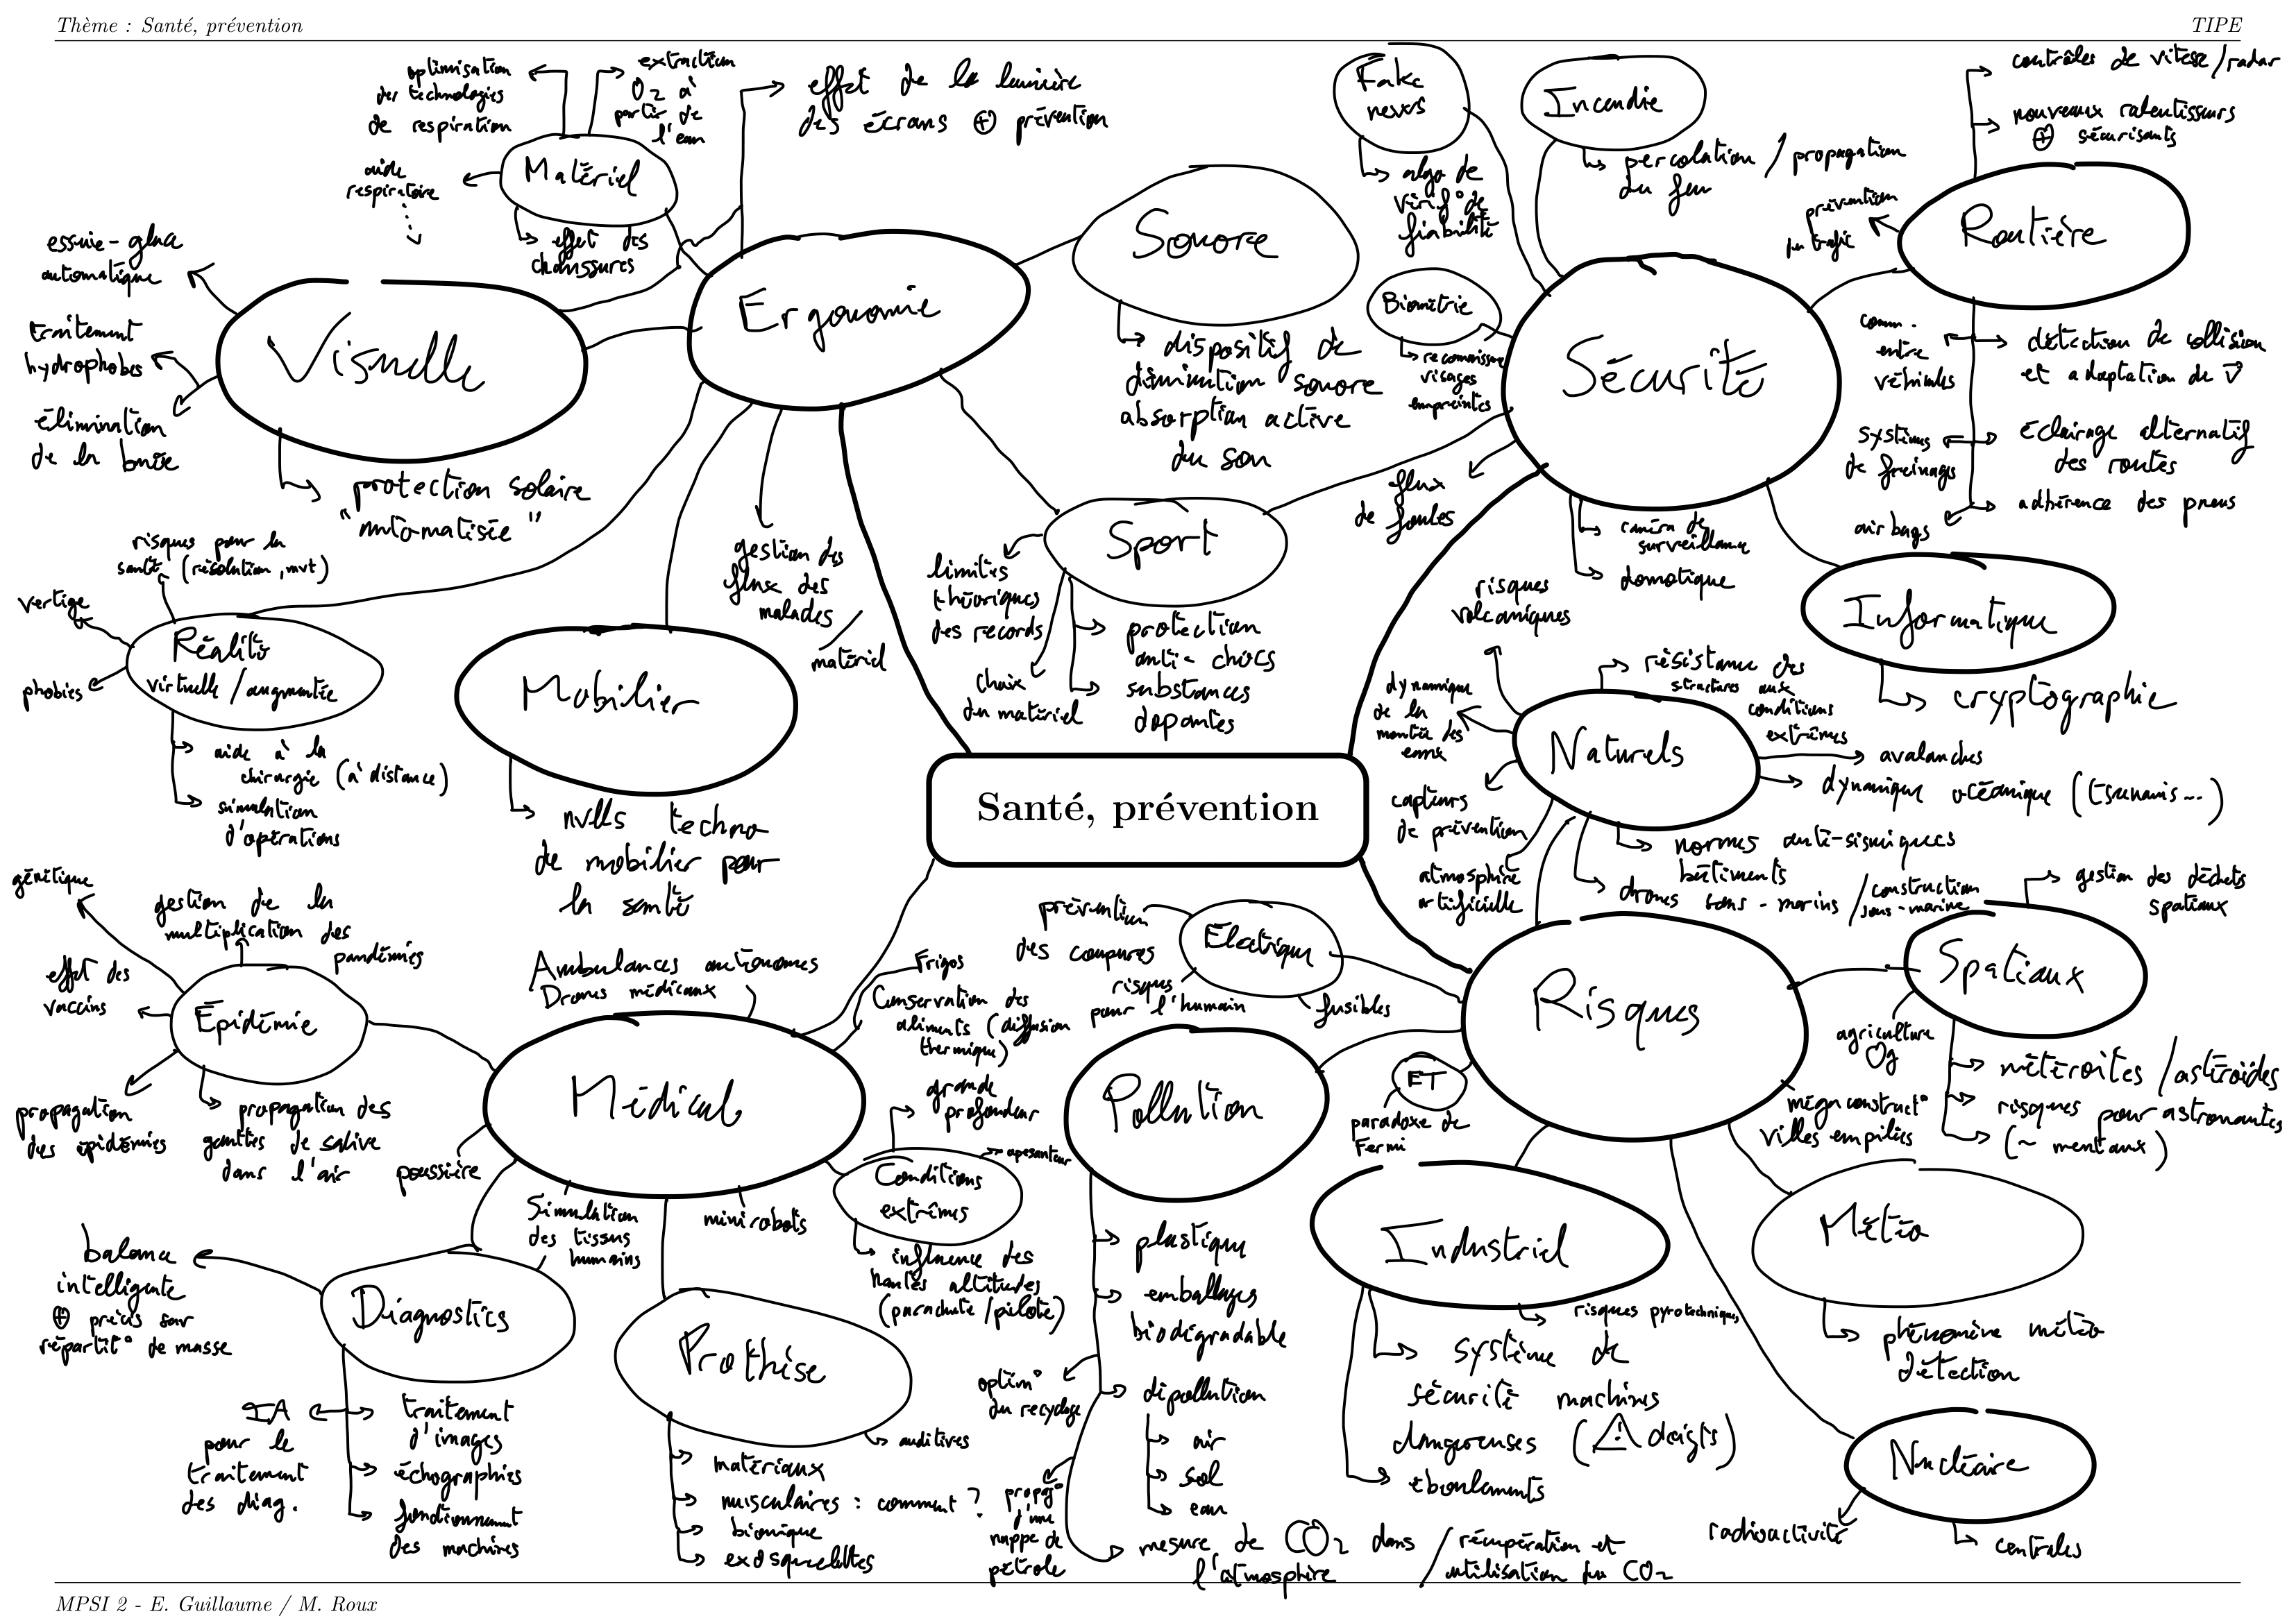 Thème : Santé, prévention
TIPE
optimisation
des technologies
de respiration
extraction
O2 à
partir de
l'eau
Matériel
aide
respiratoire
effet des
chaussures
effet de la lumière
des écrans ⊕ prévention
Ergonomie
Visuelle
essuie-glace
automatique
traitement
hydrophobes
élimination
de la buée
protection solaire
"automatisée"
Sonore
dispositif de
diminution sonore
absorption active
du son
Fake
news
algo de
vérif° de
fiabilité
Incendie
percolation / propagation
du feu
Biométrie
reconnaissance
visages
empreintes
Sécurité
flux
de foules
caméra de
surveillance
domotique
contrôles de vitesse/radar
nouveaux ralentisseurs
⊕ sécurisants
Routière
prévention
du trafic
comm.
entre
véhicules
détection de collision
et adaptation de v⃗
systèmes
de freinages
éclairage alternatif
des routes
adhérence des pneus
air bags
Informatique
cryptographie
Sport
limites
théoriques
des records
choix
du matériel
protection
anti-chocs
substances
dopantes
gestion des
flux des
malades /
matériel
Mobilier
nvlles techno
de mobilier pour
la santé
risques pour la
santé (résolution, mvt)
vertige
phobies
Réalité
virtuelle / augmentée
aide à la
chirurgie (à distance)
simulation
d'opérations
Santé, prévention
risques
volcaniques
dynamique
de la
montée des
eaux
résistance des
structures aux
conditions
extrêmes
Naturels
avalanches
dynamique océanique (tsunamis...)
capteurs
de prévention
atmosphère
artificielle
normes anti-sismiques
bâtiments
drones sous-marins / construction
sous-marine
génétique
gestion de la
multiplication des
pandémies
effet des
vaccins
Épidémie
propagation
des épidémies
propagation des
gouttes de salive
dans l'air
Ambulances autonomes
Drones médicaux
Frigos
Conservation des
aliments (diffusion
thermique)
Médical
poussière
Simulation
des tissus
humains
minirobots
grande
profondeur
apesanteur
Conditions
extrêmes
influence des
hautes altitudes
(parachute/pilote)
Diagnostics
balance
intelligente
⊕ précis sur
répartit° de masse
IA
pour le
traitement
des diag.
traitement
d'images
échographies
fonctionnement
des machines
Prothèse
auditives
matériaux
musculaires : comment ?
bionique
exosquelettes
prévention
des coupures
Électrique
risques
pour l'humain
fusibles
Risques
Pollution
plastique
emballages
biodégradable
optim°
du recyclage
dépollution
air
sol
eau
propag°
d'une
nappe de
pétrole
mesure de CO2 dans
l'atmosphère
/ récupération et
utilisation du CO2
ET
paradoxe de
Fermi
Industriel
risques pyrotechniques
système de
sécurité machines
dangereuses (⚠ doigts)
éboulements
gestion des déchets
spatiaux
Spatiaux
agriculture
0g
météorites / astéroïdes
risques pour astronautes
(~ mentaux)
mégaconstruct°
villes empilées
Météo
phénomène météo
détection
Nucléaire
radioactivité
centrales
MPSI 2 - E. Guillaume / M. Roux